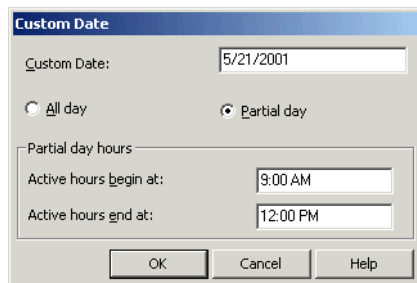 Custom Date
Custom Date: 5/21/2001
All day Partial day
Partial day hours
Active hours begin at: 9:00 AM
Active hours end at: 12:00 PM
OK Cancel Help